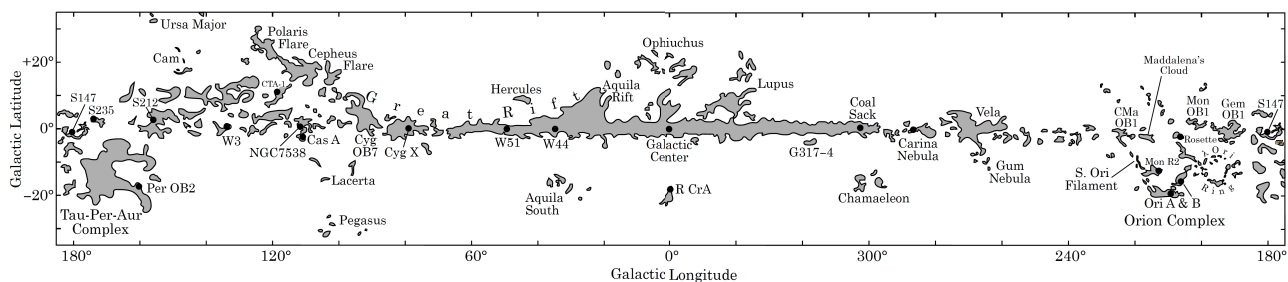 Ursa Major
Polaris
Flare
Cam
Cepheus
Flare
Ophiuchus
Maddalena's
Cloud
+20°
CTA-1
Hercules
Aquila
Rift
Lupus
S147
S235
S212
Great Rift
Coal
Sack
Vela
CMa
OB1
Mon
OB1
Gem
OB1
S147
0°
W3
NGC7538
Cas A
Cyg
OB7
Cyg X
W51
W44
Galactic
Center
G317-4
Carina
Nebula
Rosette
Gum
Nebula
S. Ori
Filament
Mon R2
λ Ori
Ring
Lacerta
-20°
Per OB2
Aquila
South
R CrA
Chamaeleon
Ori A & B
Orion Complex
Tau-Per-Aur
Complex
Pegasus
Galactic Latitude
180°
120°
60°
0°
300°
240°
180°
Galactic Longitude